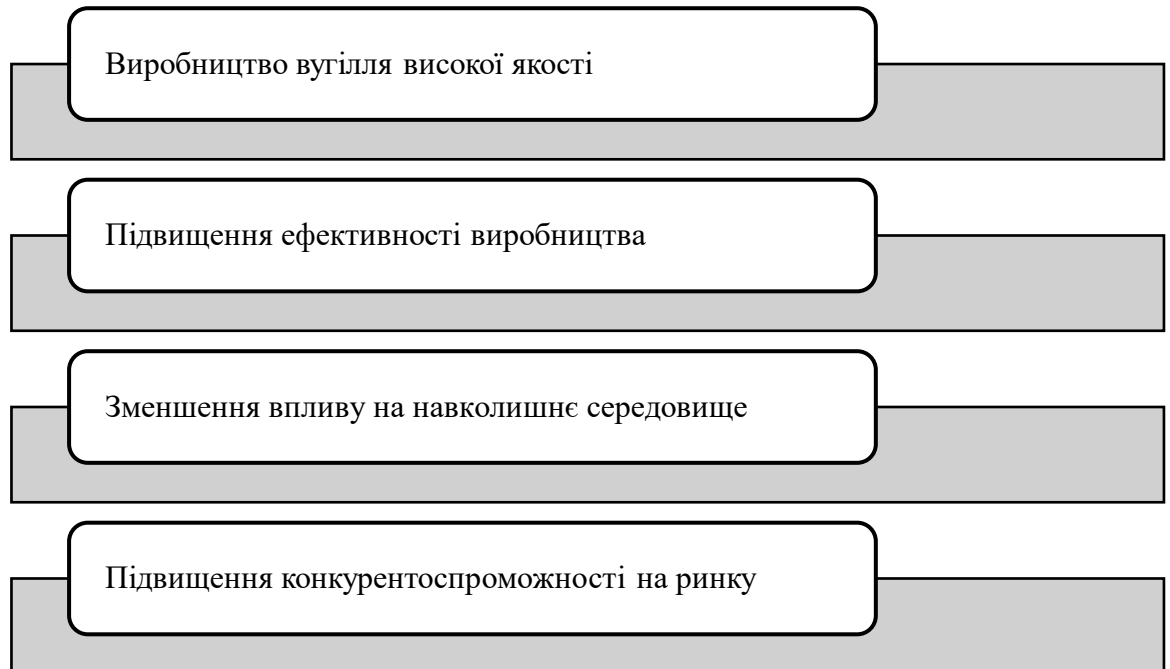 Виробництво вугілля високої якості
Підвищення ефективності виробництва
Зменшення впливу на навколишнє середовище
Підвищення конкурентоспроможності на ринку